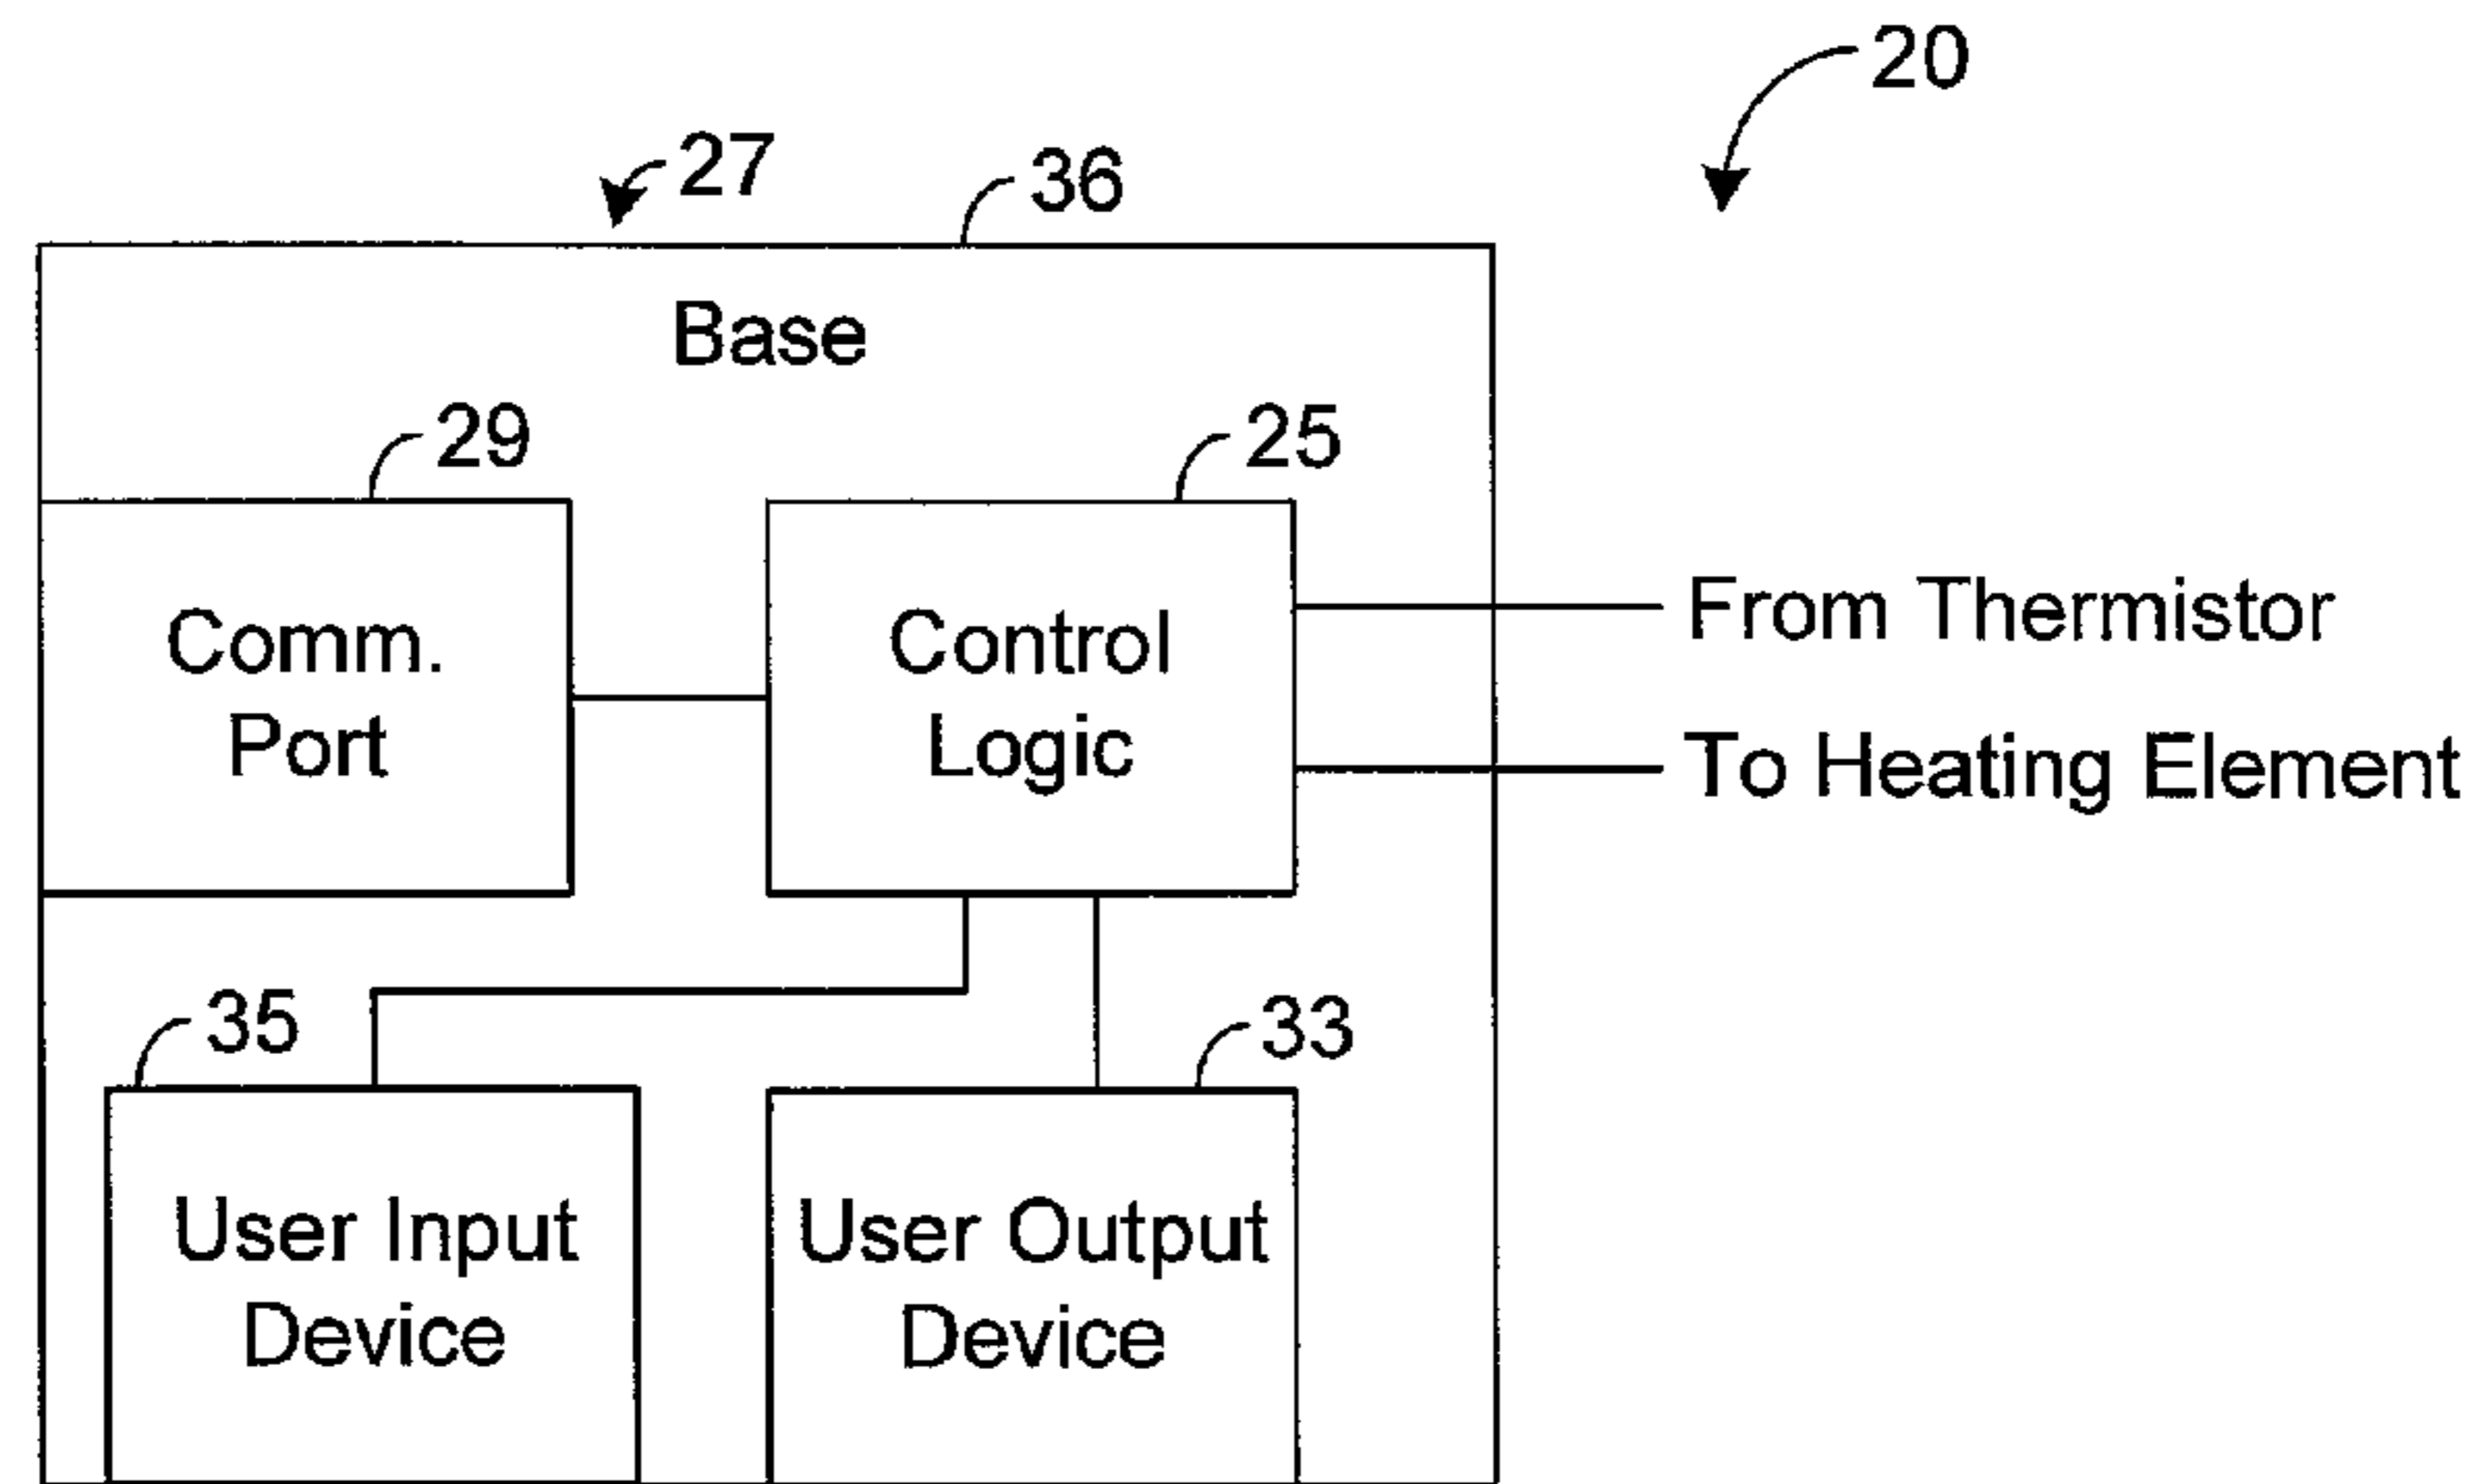 20
27
36
Base
29
25
Comm.
Port
Control
Logic
From Thermistor
To Heating Element
35
33
User Input
Device
User Output
Device